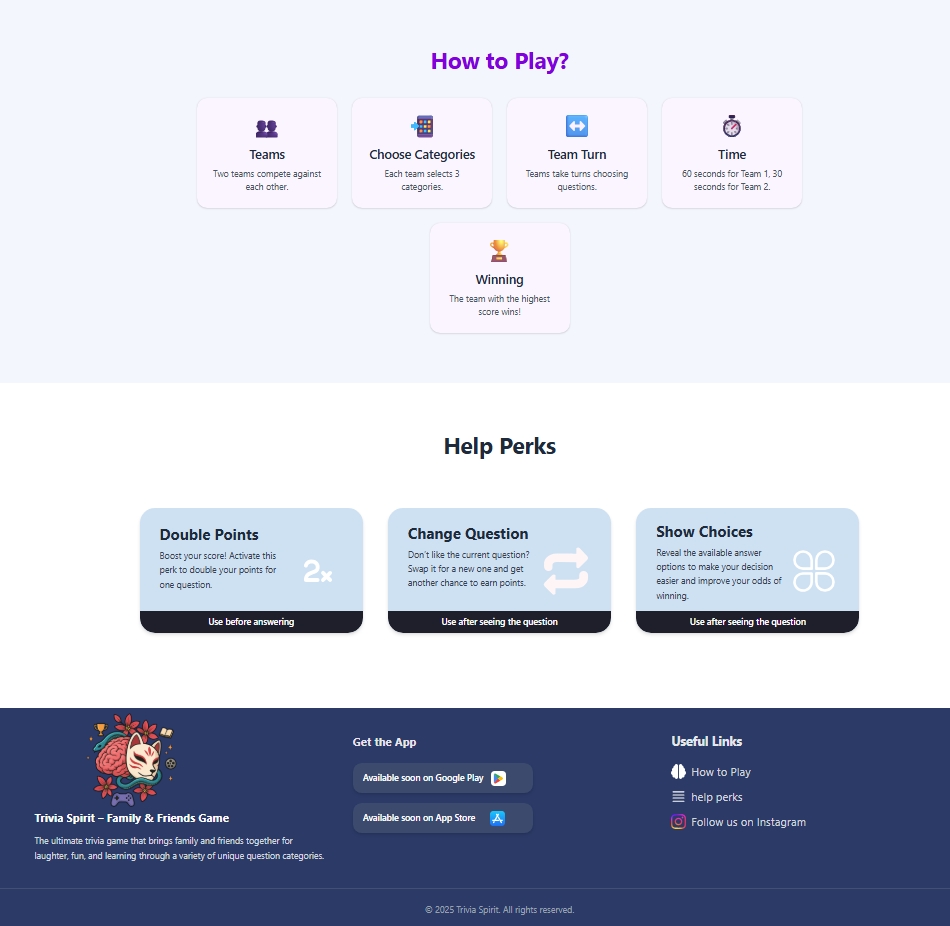 How to Play?
Teams
Two teams compete against
each other.
Choose Categories
Each team selects 3
categories.
Team Turn
Teams take turns choosing
questions.
Time
60 seconds for Team 1, 30
seconds for Team 2.
Winning
The team with the highest
score wins!
Help Perks
Double Points
Boost your score! Activate this
perk to double your points for
one question.
2x
Use before answering
Change Question
Don't like the current question?
Swap it for a new one and get
another chance to earn points.
Use after seeing the question
Show Choices
Reveal the available answer
options to make your decision
easier and improve your odds of
winning.
Use after seeing the question
Trivia Spirit – Family & Friends Game
The ultimate trivia game that brings family and friends together for
laughter, fun, and learning through a variety of unique question categories.
Get the App
Available soon on Google Play
Available soon on App Store
Useful Links
How to Play
help perks
Follow us on Instagram
© 2025 Trivia Spirit. All rights reserved.